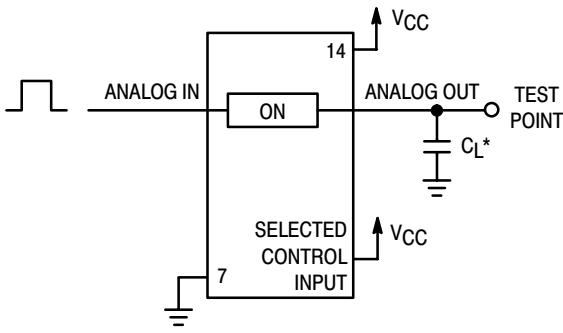 VCC
14
ANALOG IN
ON
ANALOG OUT
TEST
POINT
CL*
SELECTED
CONTROL
INPUT
VCC
7